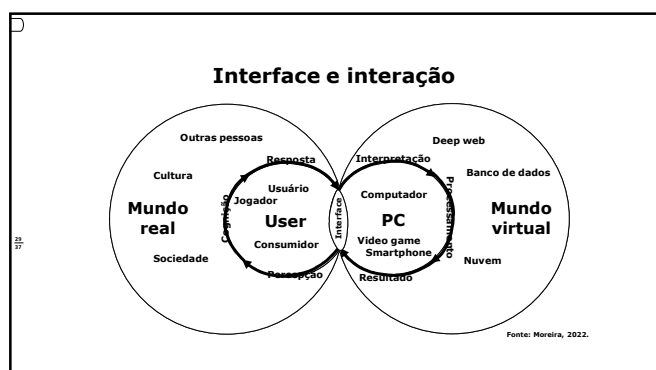 Interface e interação
Outras pessoas
Cultura
Mundo
real
Sociedade
Resposta
Cognição
Percepção
Usuário
Jogador
User
Consumidor
Interface
Interpretação
Processamento
Resultado
Computador
PC
Video game
Smartphone
Deep web
Banco de dados
Mundo
virtual
Nuvem
29
37
Fonte: Moreira, 2022.